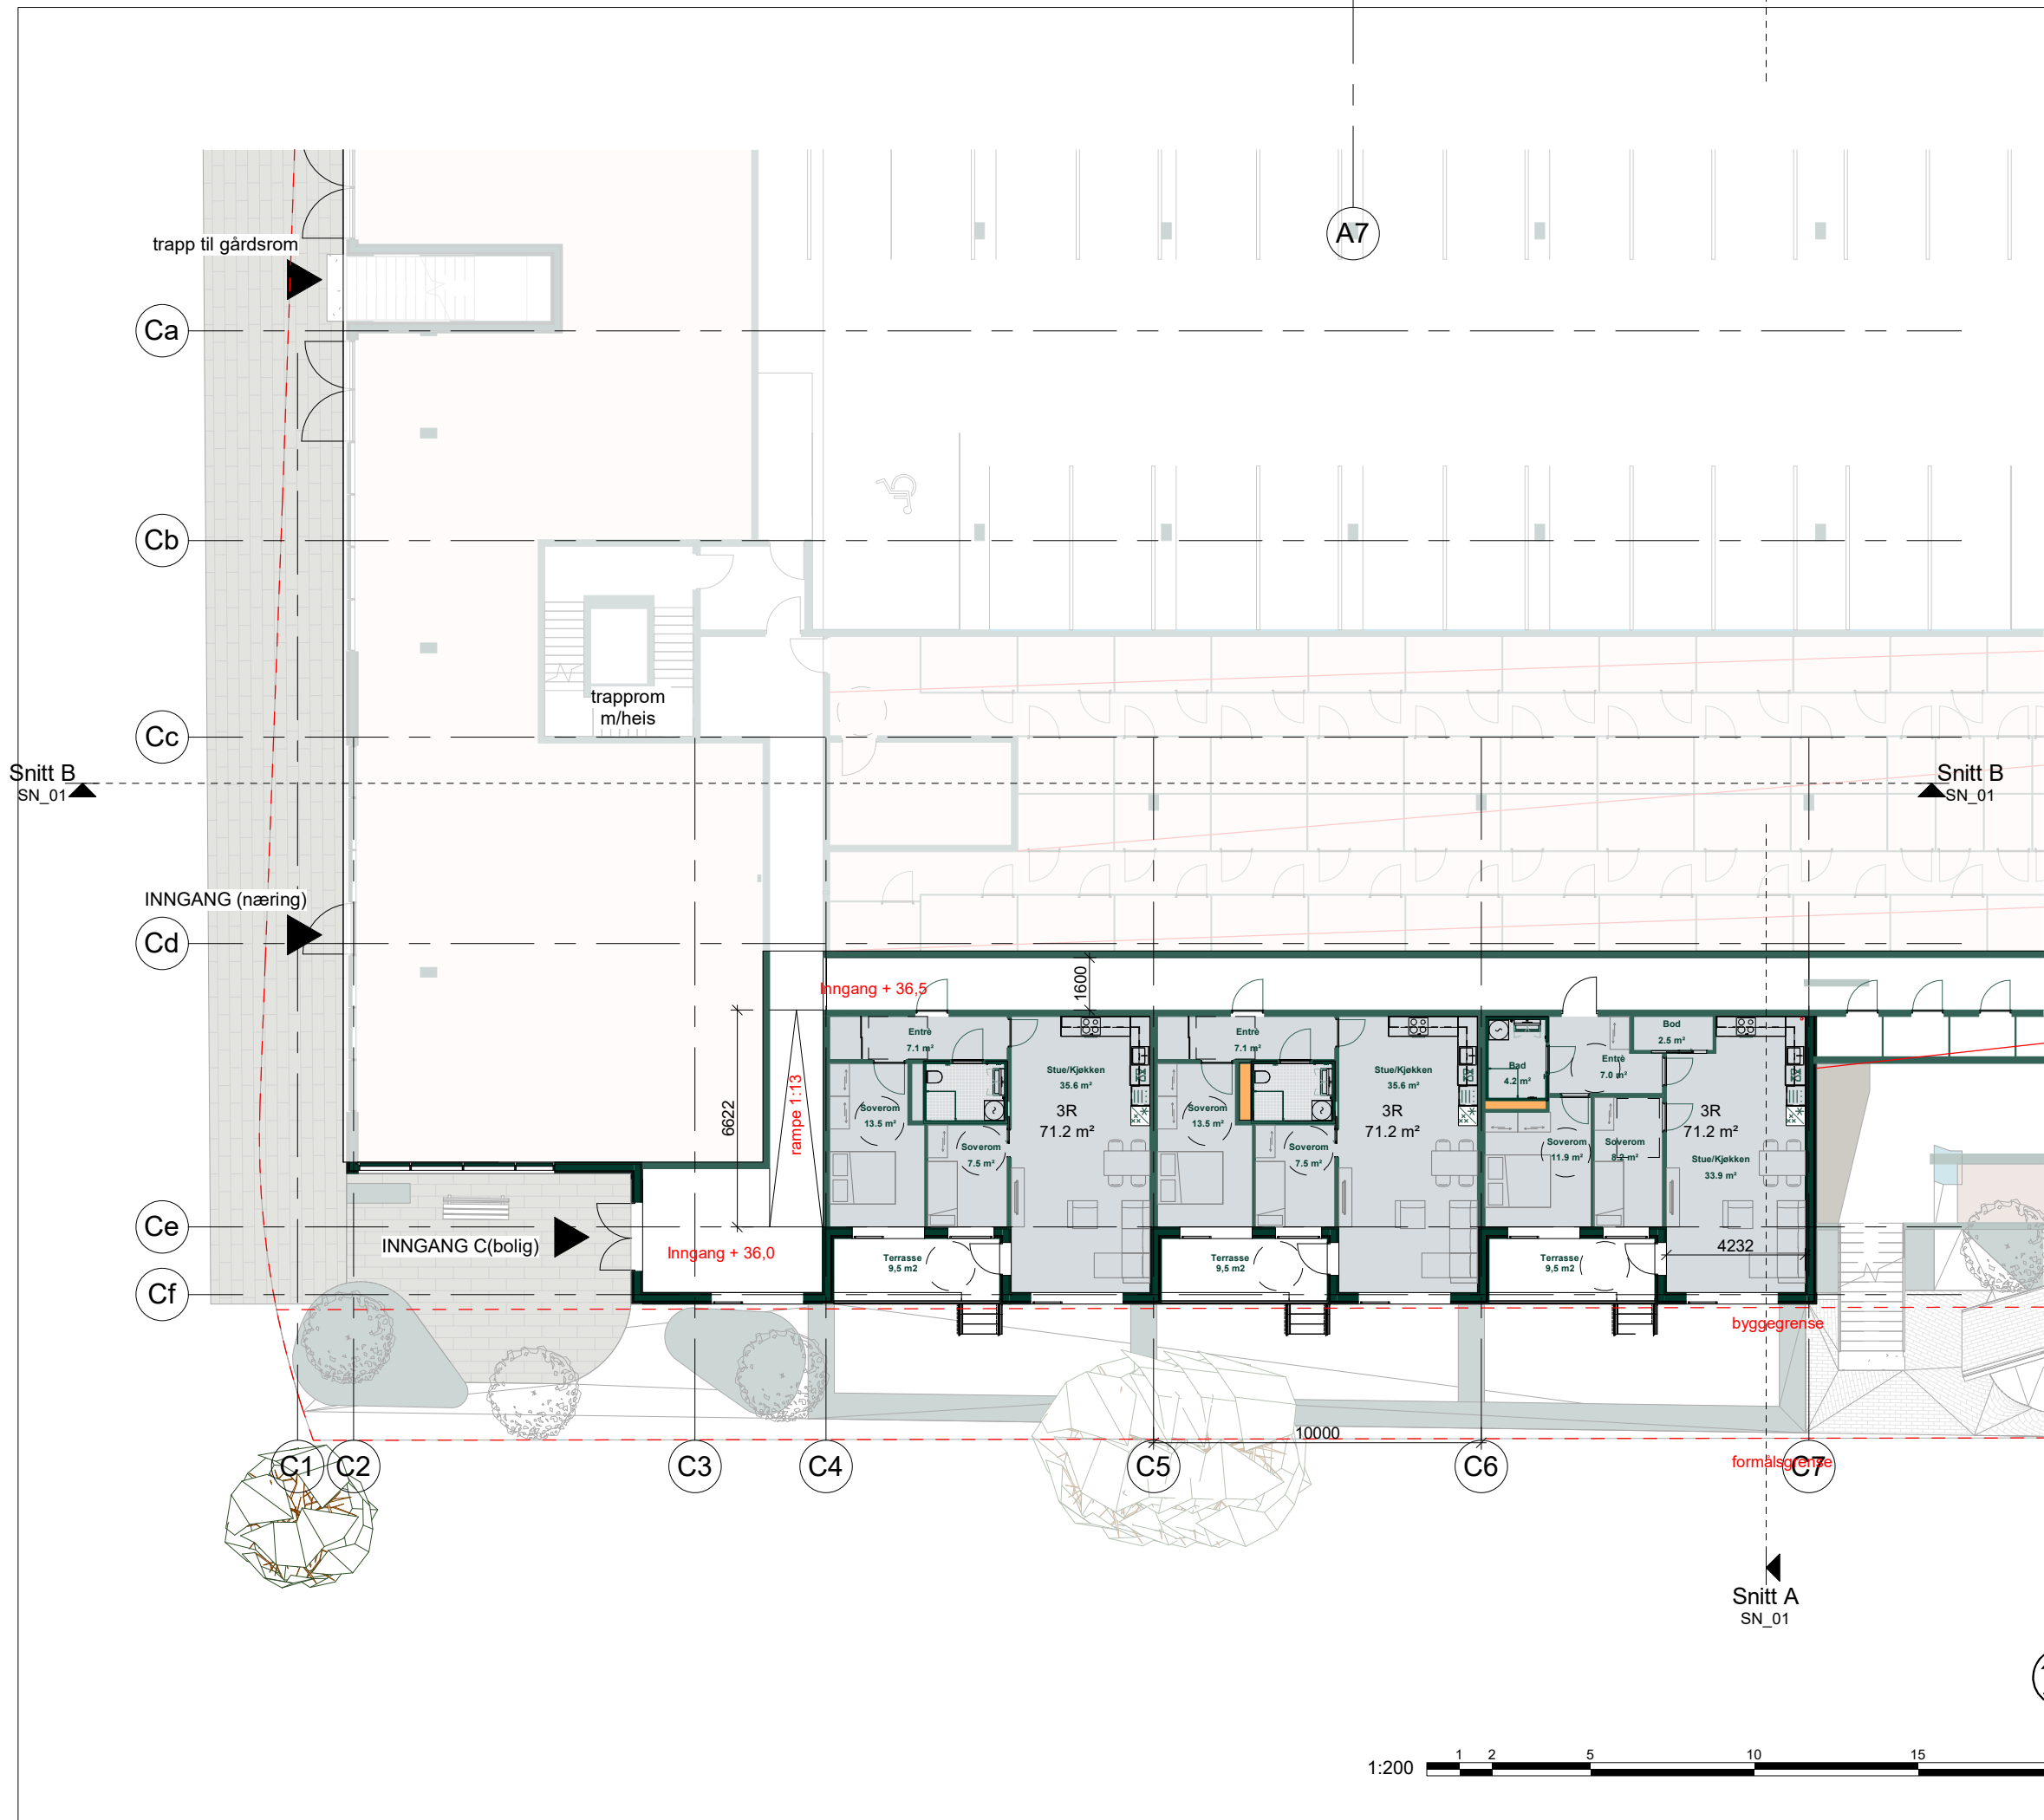 A7
trapp til gårdsrom
Ca
Cb
trapprom
m/heis
Cc
Snitt B
SN_01
Snitt B
SN_01
INNGANG (næring)
Cd
Inngang + 36,5
1600
6622
rampe 1:13
Entrè
7.1 m²
Stue/Kjøkken
35.6 m²
Soverom
13.5 m²
3R
71.2 m²
Soverom
7.5 m²
Terrasse
9,5 m2
Entrè
7.1 m²
Stue/Kjøkken
35.6 m²
Soverom
13.5 m²
3R
71.2 m²
Soverom
7.5 m²
Terrasse
9,5 m2
Bod
2.5 m²
Bad
4.2 m²
Entrè
7.0 m²
3R
71.2 m²
Soverom
11.9 m²
Soverom
8.2 m²
Stue/Kjøkken
33.9 m²
Terrasse
9,5 m2
4232
Ce
INNGANG C(bolig)
Inngang + 36,0
Cf
byggegrense
10000
C1
C2
C3
C4
C5
C6
C7
formålsgrense
Snitt A
SN_01
1:200
1
2
5
10
15